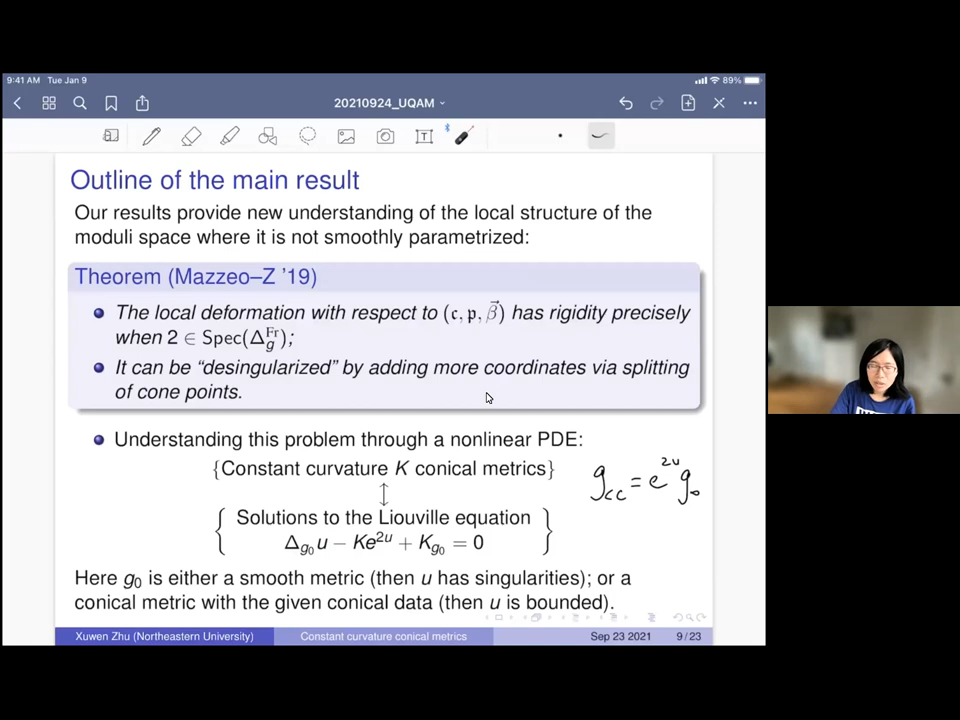 9:41 AM Tue Jan 9
89%
20210924_UQAM
Outline of the main result
Our results provide new understanding of the local structure of the
moduli space where it is not smoothly parametrized:
Theorem (Mazzeo–Z '19)
The local deformation with respect to (𝔠, 𝔭, β⃗) has rigidity precisely
when 2 ∈ Spec(Δ_g^Fr);
It can be “desingularized” by adding more coordinates via splitting
of cone points.
Understanding this problem through a nonlinear PDE:
{Constant curvature K conical metrics}
↕
Solutions to the Liouville equation
Δ_{g₀}u − Ke^{2u} + K_{g₀} = 0
g_{cc} = e^{2u} g₀
Here g₀ is either a smooth metric (then u has singularities); or a
conical metric with the given conical data (then u is bounded).
Xuwen Zhu (Northeastern University)
Constant curvature conical metrics
Sep 23 2021
9 / 23